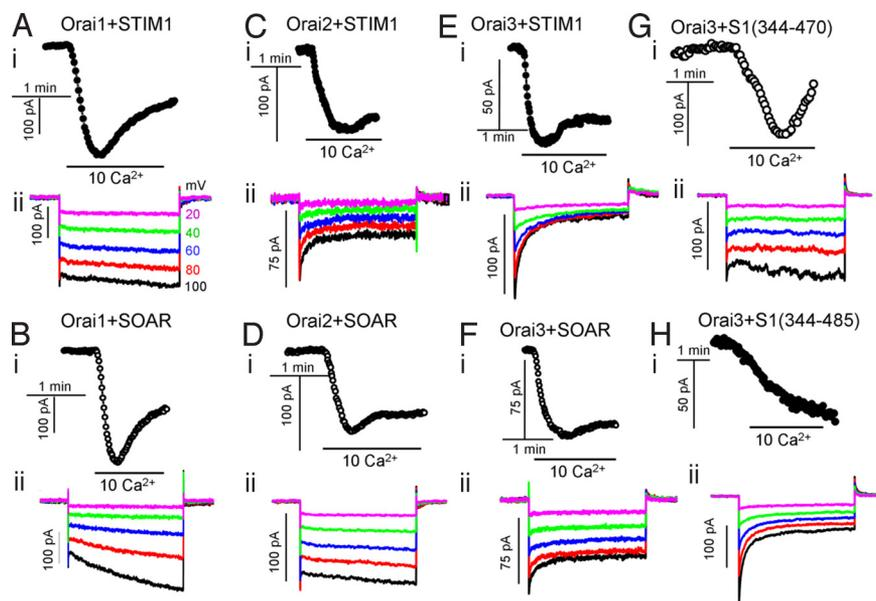 A Orai1+STIM1
i
1 min
100 pA
10 Ca2+
ii
mV
20
40
60
80
100
100 pA
C Orai2+STIM1
i
1 min
100 pA
10 Ca2+
ii
75 pA
E Orai3+STIM1
i
50 pA
1 min
10 Ca2+
ii
100 pA
G Orai3+S1(344-470)
i
1 min
100 pA
10 Ca2+
ii
100 pA
B Orai1+SOAR
i
1 min
100 pA
10 Ca2+
ii
100 pA
D Orai2+SOAR
i
1 min
100 pA
10 Ca2+
ii
100 pA
F Orai3+SOAR
i
75 pA
1 min
10 Ca2+
ii
75 pA
H Orai3+S1(344-485)
i
1 min
50 pA
10 Ca2+
ii
100 pA